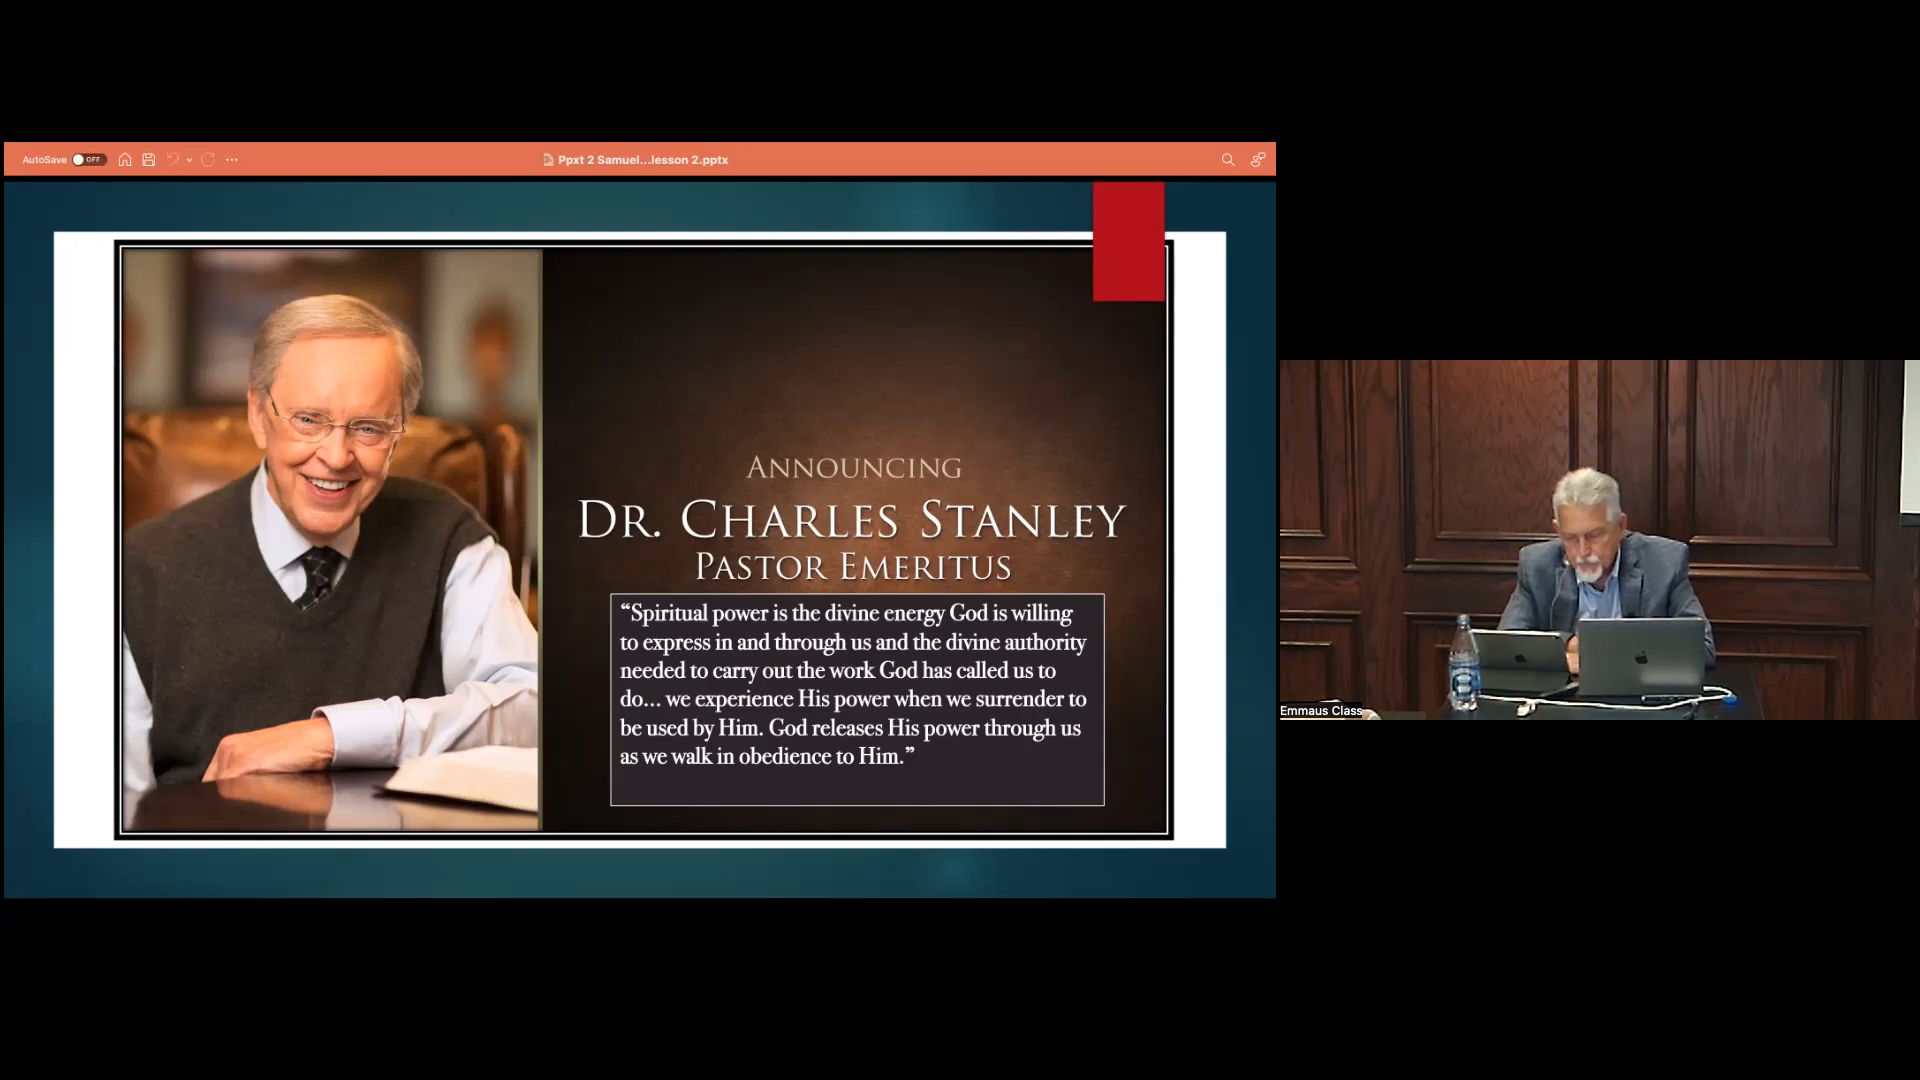 AutoSave OFF
Ppxt 2 Samuel...lesson 2.pptx
ANNOUNCING
DR. CHARLES STANLEY
PASTOR EMERITUS
“Spiritual power is the divine energy God is willing
to express in and through us and the divine authority
needed to carry out the work God has called us to
do... we experience His power when we surrender to
be used by Him. God releases His power through us
as we walk in obedience to Him.”
Emmaus Class